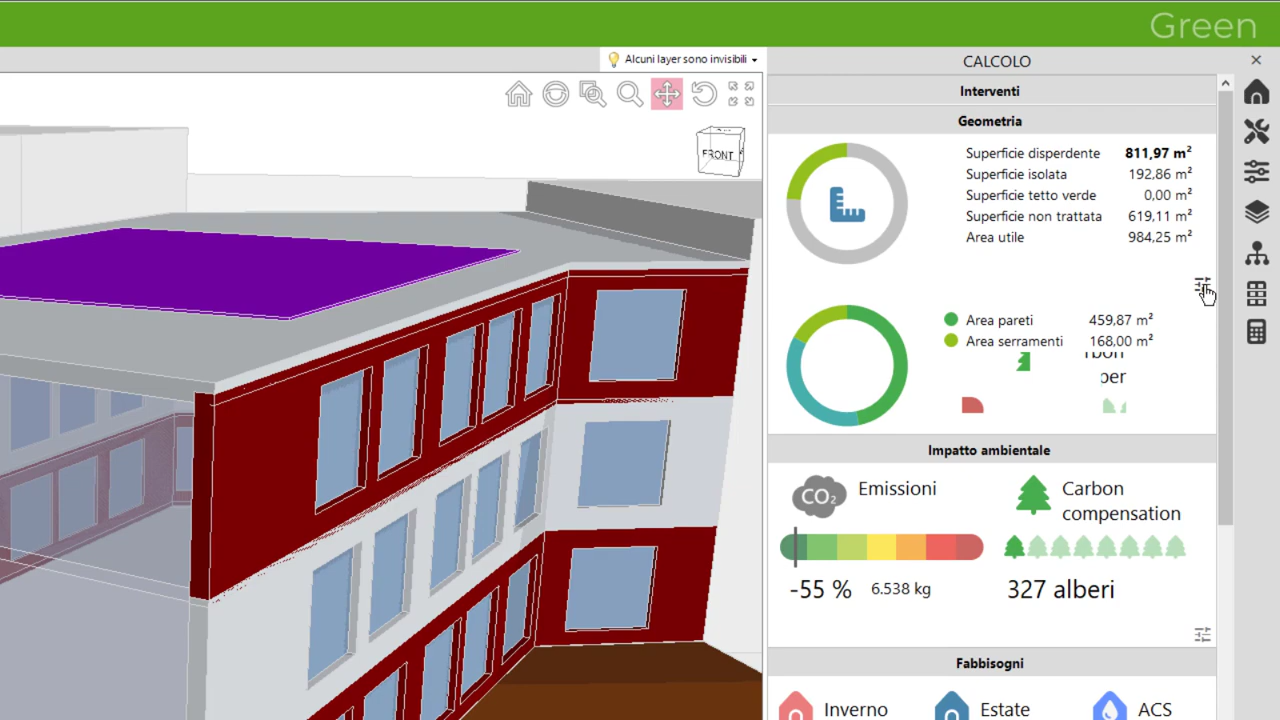 Green
Alcuni layer sono invisibili
CALCOLO
Interventi
Geometria
FRONT
Superficie disperdente 811,97 m²
Superficie isolata 192,86 m²
Superficie tetto verde 0,00 m²
Superficie non trattata 619,11 m²
Area utile 984,25 m²
Area pareti 459,87 m²
Area serramenti 168,00 m²
per
Impatto ambientale
CO₂ Emissioni
Carbon
compensation
-55 % 6.538 kg
327 alberi
Fabbisogni
Inverno
Estate
ACS